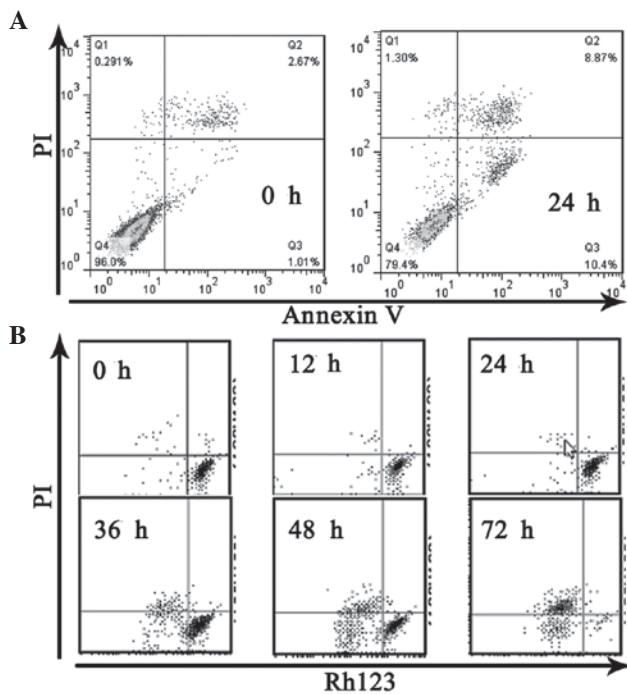 A
Q1
0.291%
Q2
2.67%
Q4
96.0%
Q3
1.01%
0 h
10⁴
10³
10²
10¹
10⁰
10⁰ 10¹ 10² 10³ 10⁴
Q1
1.30%
Q2
8.87%
Q4
79.4%
Q3
10.4%
24 h
10⁴
10³
10²
10¹
10⁰
10⁰ 10¹ 10² 10³ 10⁴
PI
Annexin V
B
0 h
12 h
24 h
36 h
48 h
72 h
PI
Rh123